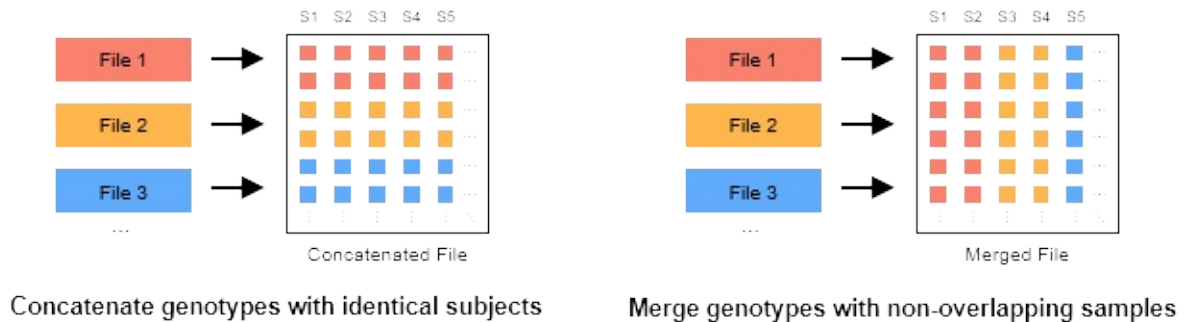 S1 S2 S3 S4 S5
File 1
File 2
File 3
...
Concatenated File
Concatenate genotypes with identical subjects
S1 S2 S3 S4 S5
File 1
File 2
File 3
...
Merged File
Merge genotypes with non-overlapping samples